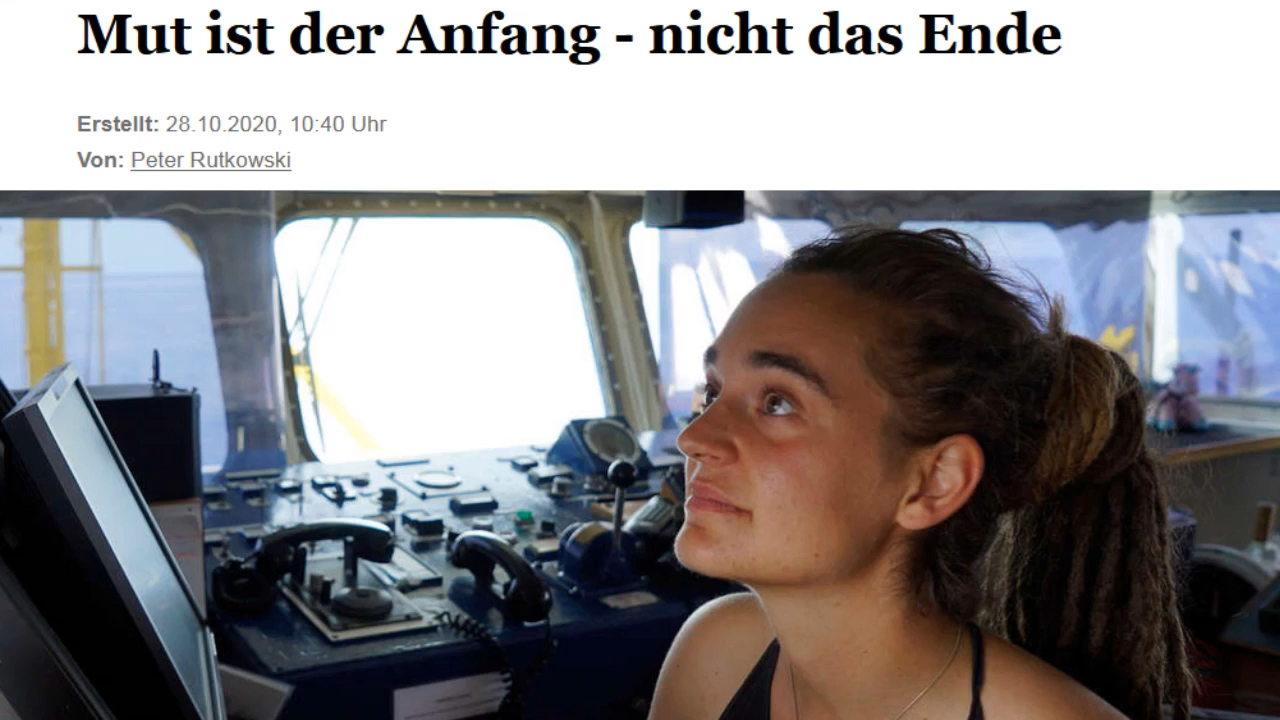 Mut ist der Anfang - nicht das Ende
Erstellt: 28.10.2020, 10:40 Uhr
Von: Peter Rutkowski